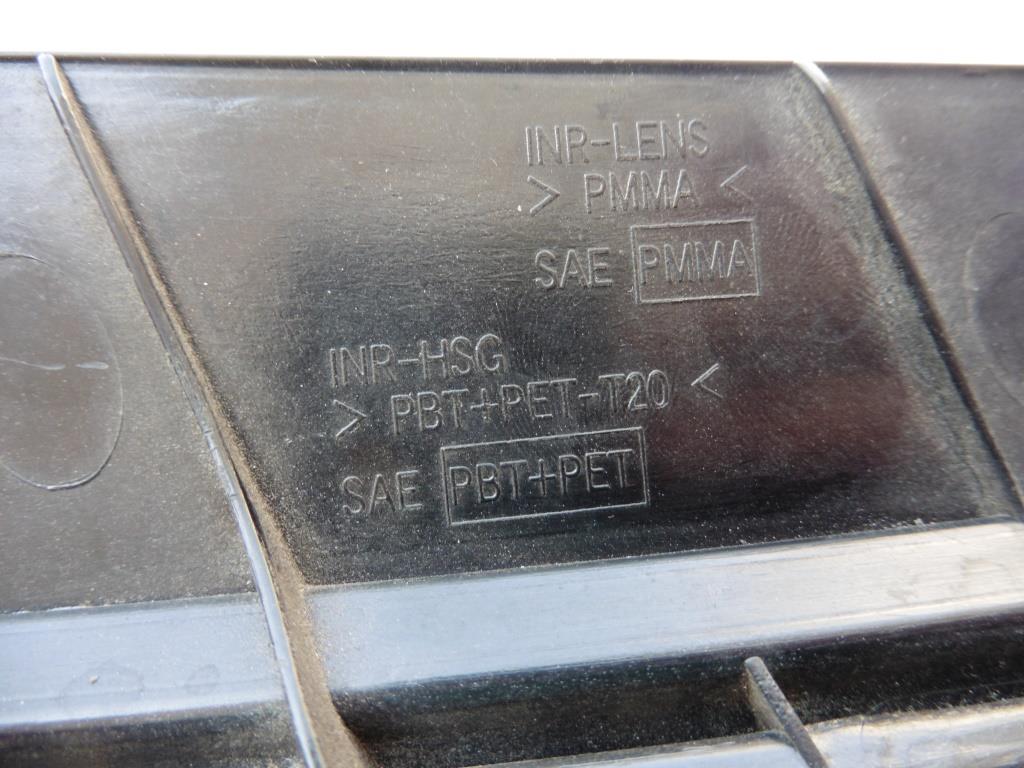 INR-LENS
> PMMA <
SAE PMMA
INR-HSG
> PBT+PET-T20 <
SAE PBT+PET